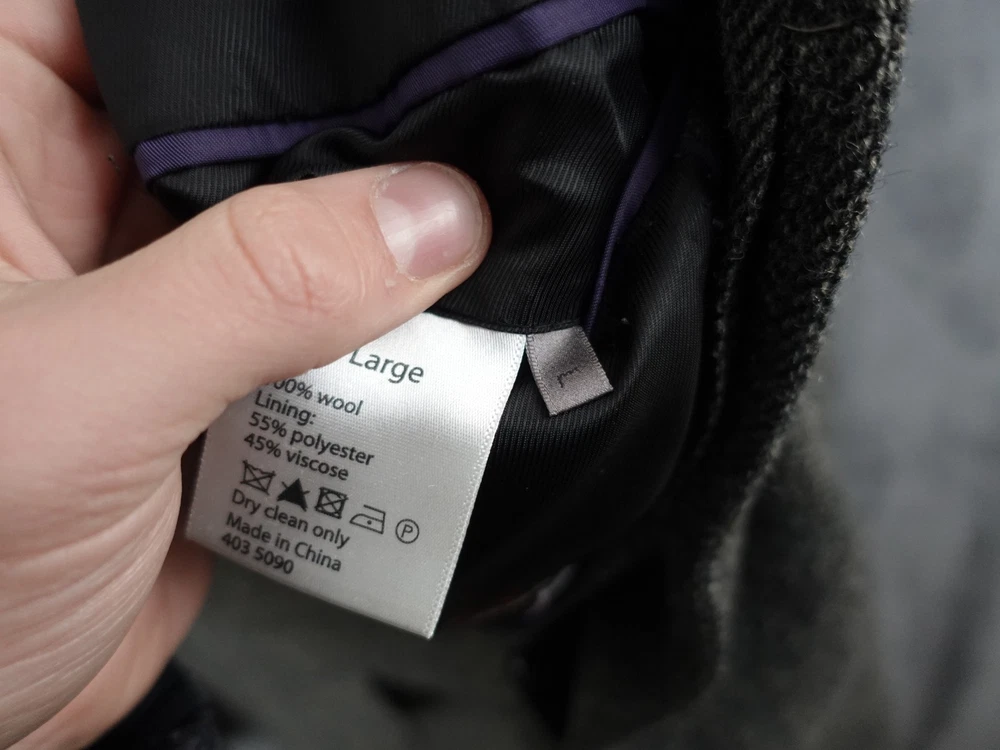 Large
100% wool
Lining:
55% polyester
45% viscose
P
Dry clean only
Made in China
403 5090
L